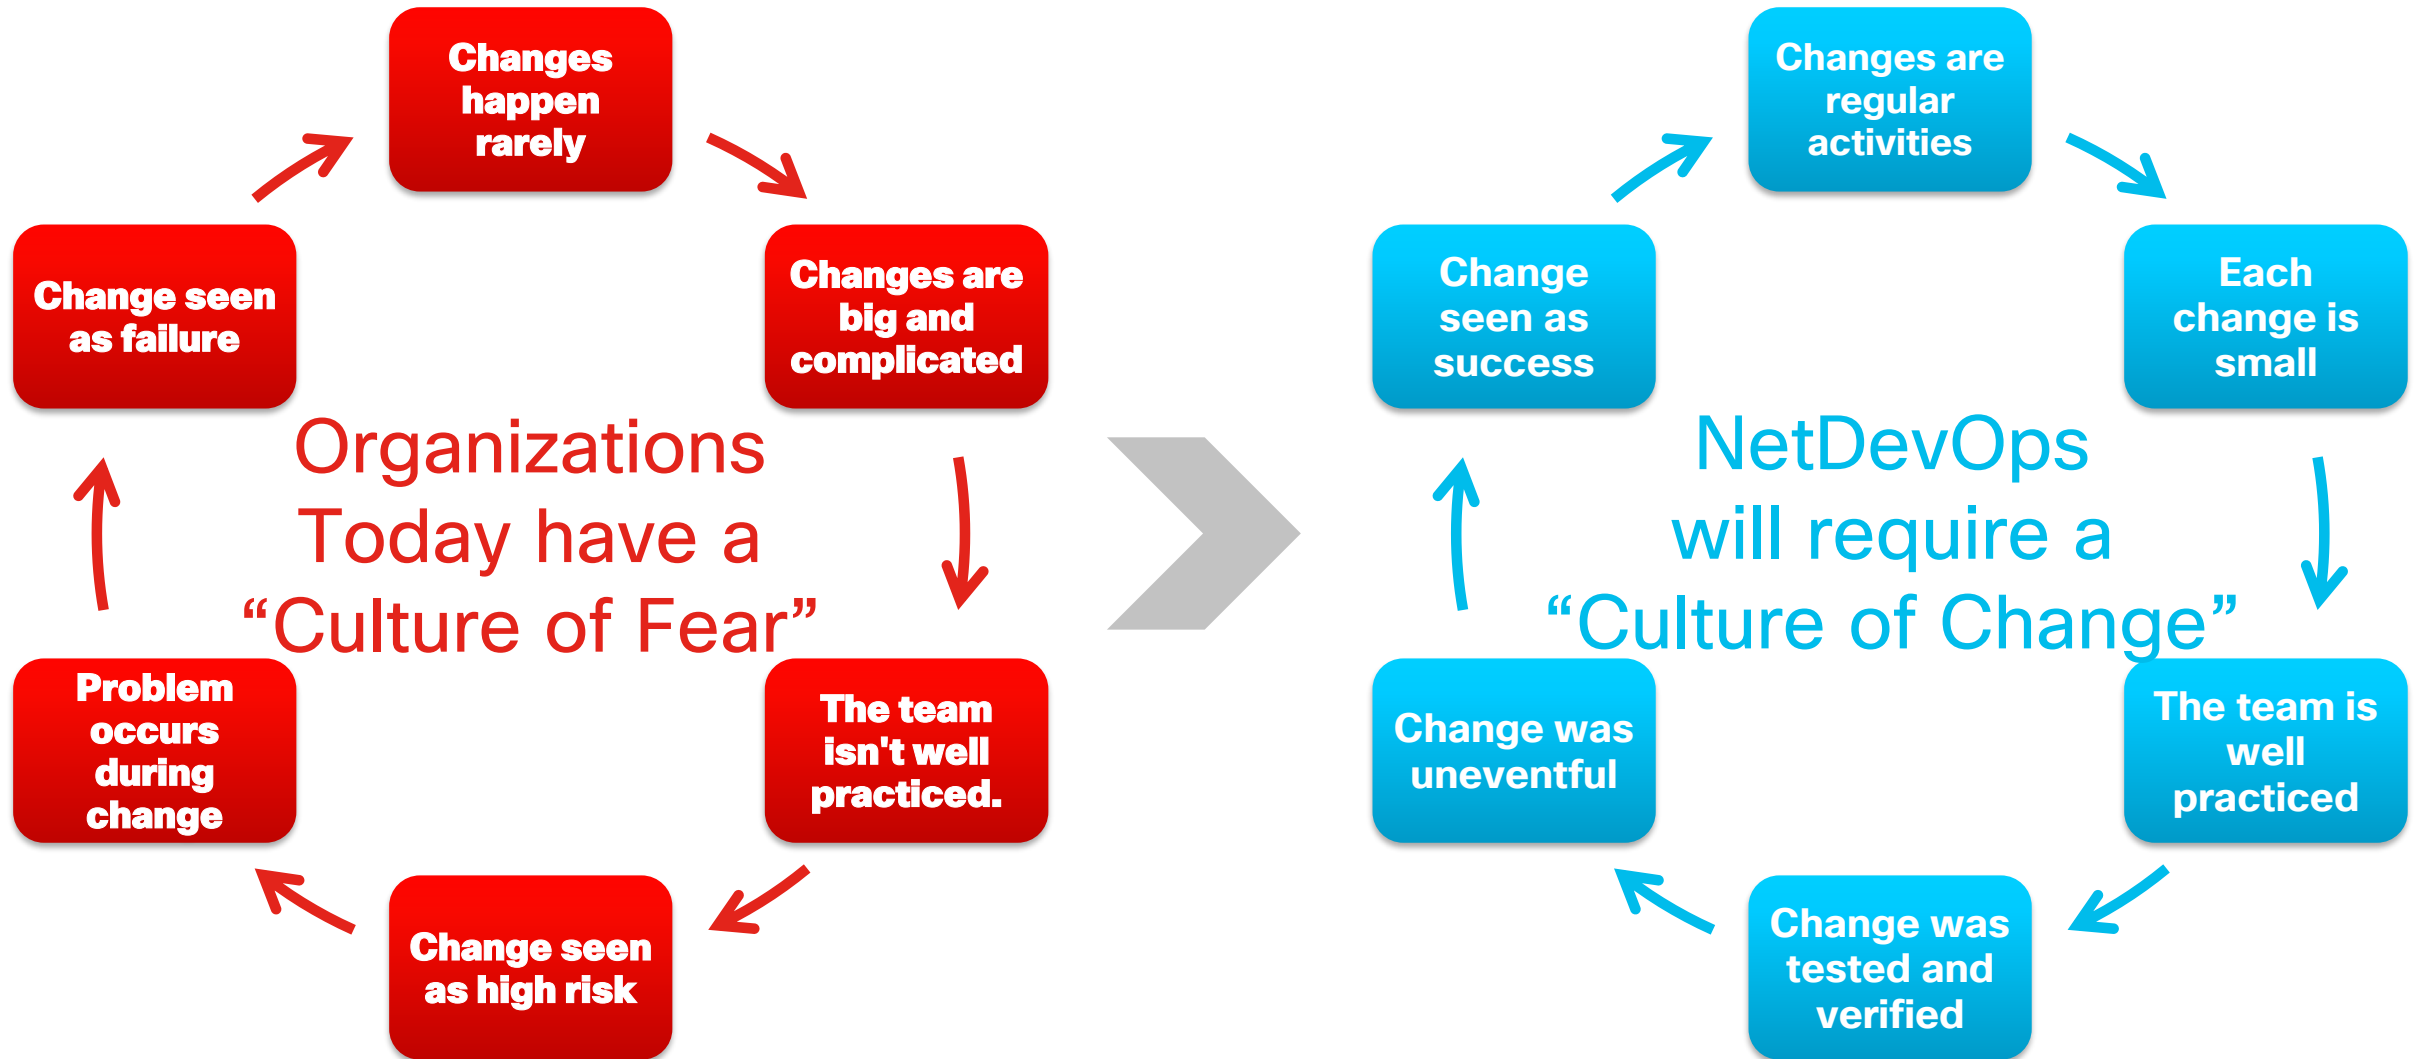 Changes
happen
rarely
Changes are
big and
complicated
The team
isn't well
practiced.
Change seen
as high risk
Problem
occurs
during
change
Change seen
as failure
Organizations
Today have a
“Culture of Fear”
Changes are
regular
activities
Each
change is
small
The team is
well
practiced
Change was
tested and
verified
Change was
uneventful
Change
seen as
success
NetDevOps
will require a
“Culture of Change”